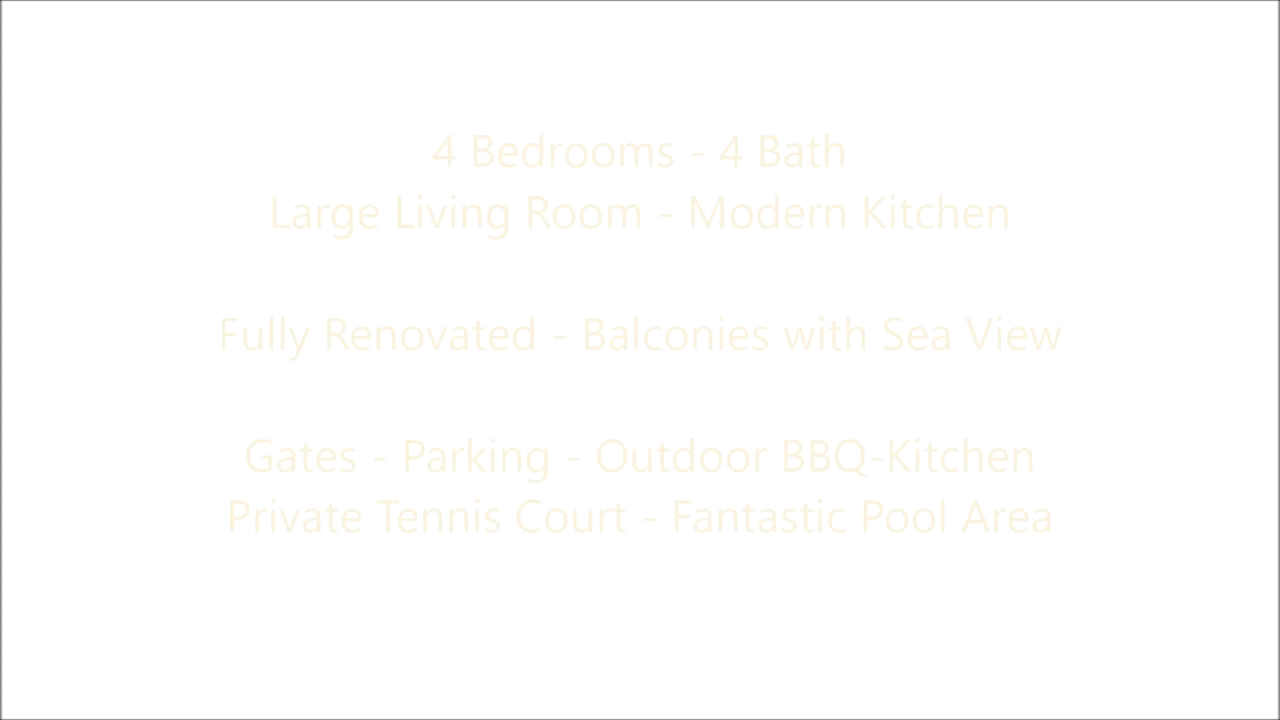 4 Bedrooms - 4 Bath
Large Living Room - Modern Kitchen
Fully Renovated - Balconies with Sea View
Gates - Parking - Outdoor BBQ-Kitchen
Private Tennis Court - Fantastic Pool Area